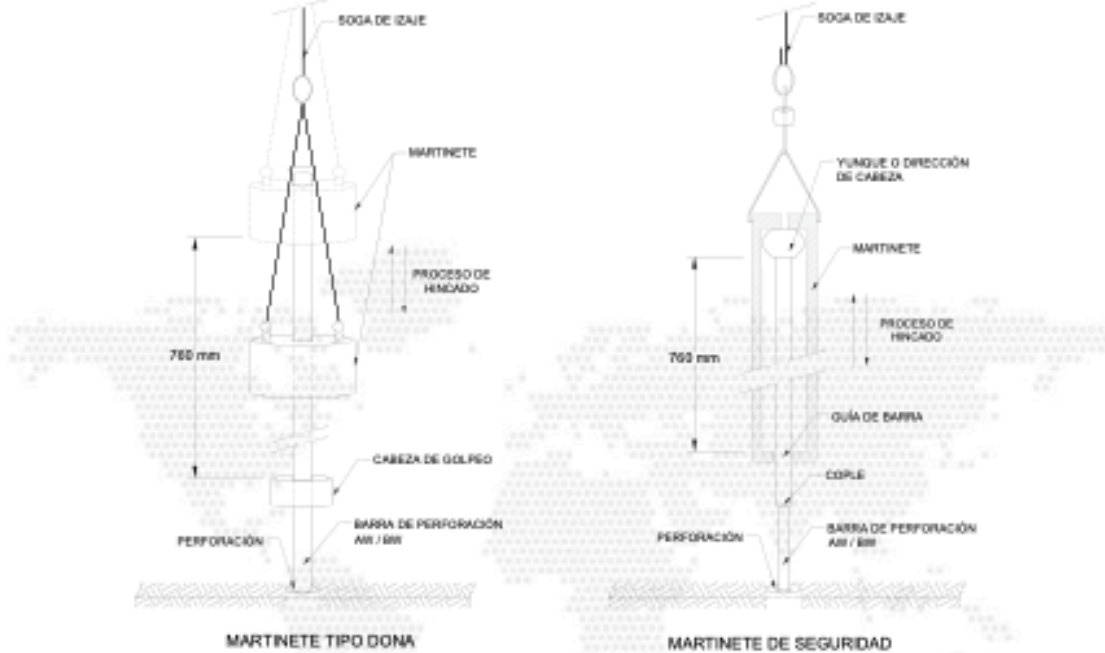 SOGA DE IZAJE
MARTINETE
PROCESO DE
HINCADO
760 mm
CABEZA DE GOLPEO
BARRA DE PERFORACIÓN
AW / BW
PERFORACIÓN
MARTINETE TIPO DONA
SOGA DE IZAJE
YUNQUE O DIRECCIÓN
DE CABEZA
MARTINETE
PROCESO DE
HINCADO
760 mm
GUÍA DE BARRA
COPLE
BARRA DE PERFORACIÓN
AW / BW
PERFORACIÓN
MARTINETE DE SEGURIDAD